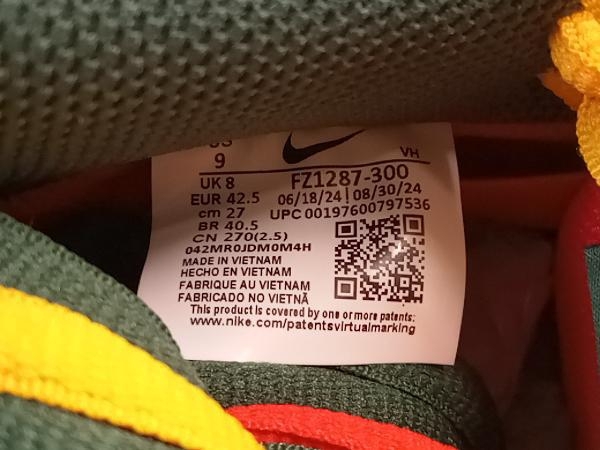 US
9
VH
UK 8
FZ1287-300
EUR 42.5
06/18/24 | 08/30/24
cm 27
UPC 00197600797536
BR 40.5
CN 270(2.5)
042MR0JDM0M4H
MADE IN VIETNAM
HECHO EN VIETNAM
FABRIQUE AU VIETNAM
FABRICADO NO VIETNÃ
This product is covered by one or more patents:
www.nike.com/patentsvirtualmarking